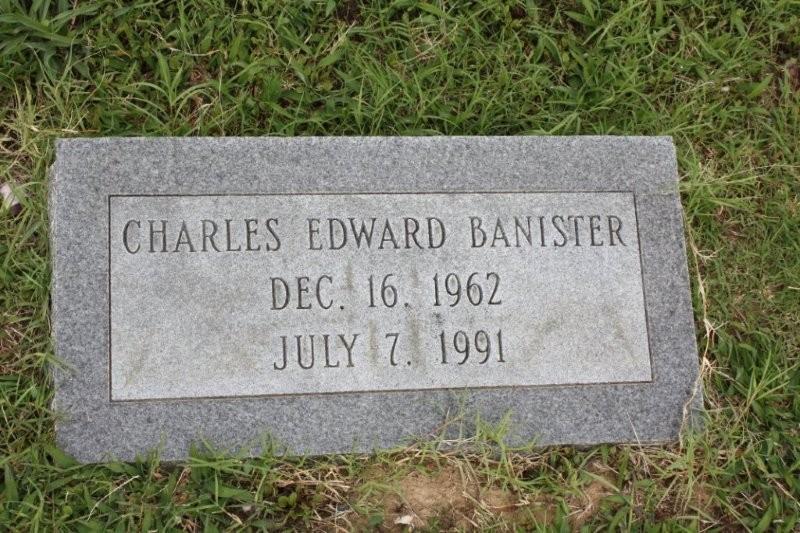 CHARLES EDWARD BANISTER
DEC. 16. 1962
JULY 7. 1991